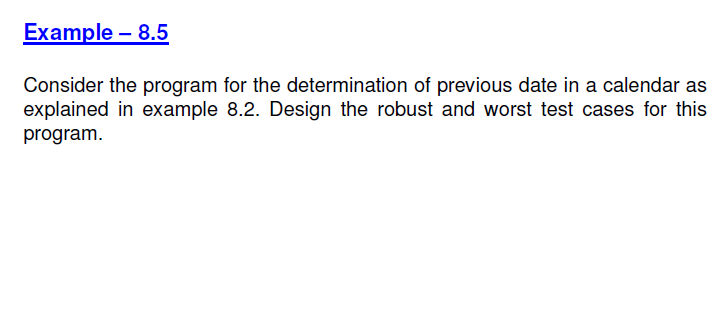 Example – 8.5
Consider the program for the determination of previous date in a calendar as
explained in example 8.2. Design the robust and worst test cases for this
program.